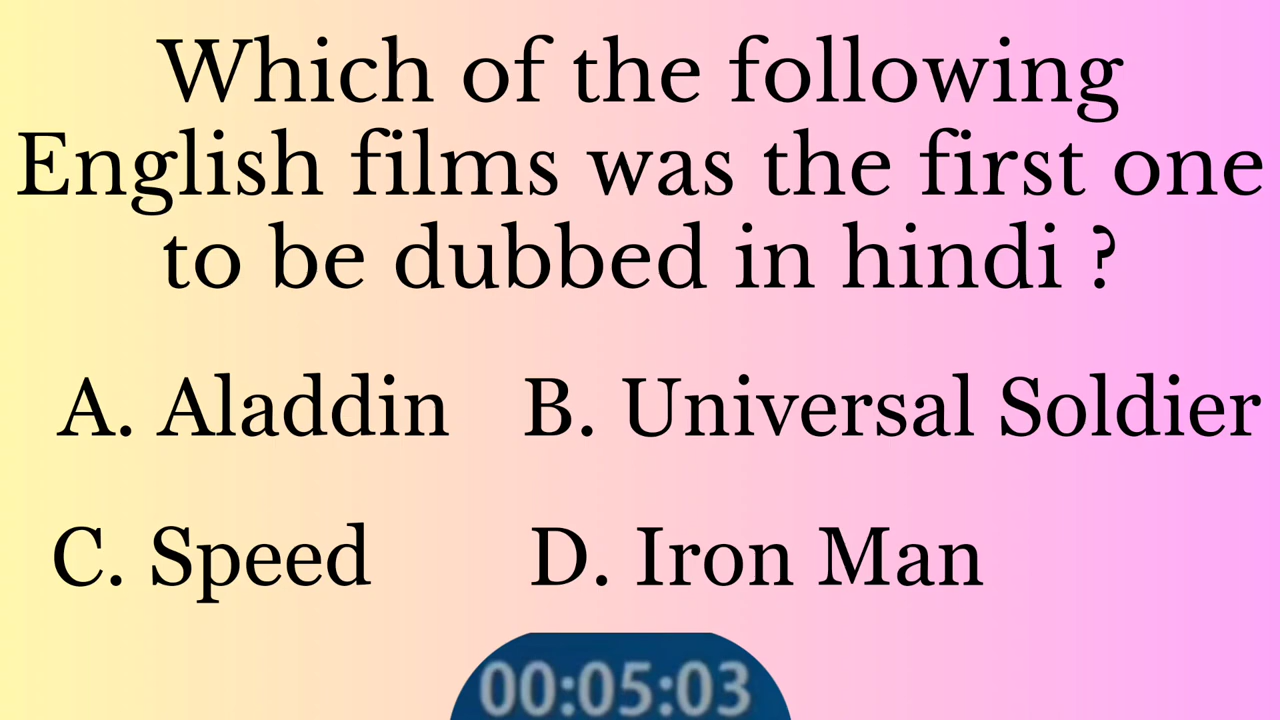 Which of the following
English films was the first one
to be dubbed in hindi ?
A. Aladdin B. Universal Soldier
C. Speed D. Iron Man
00:05:03